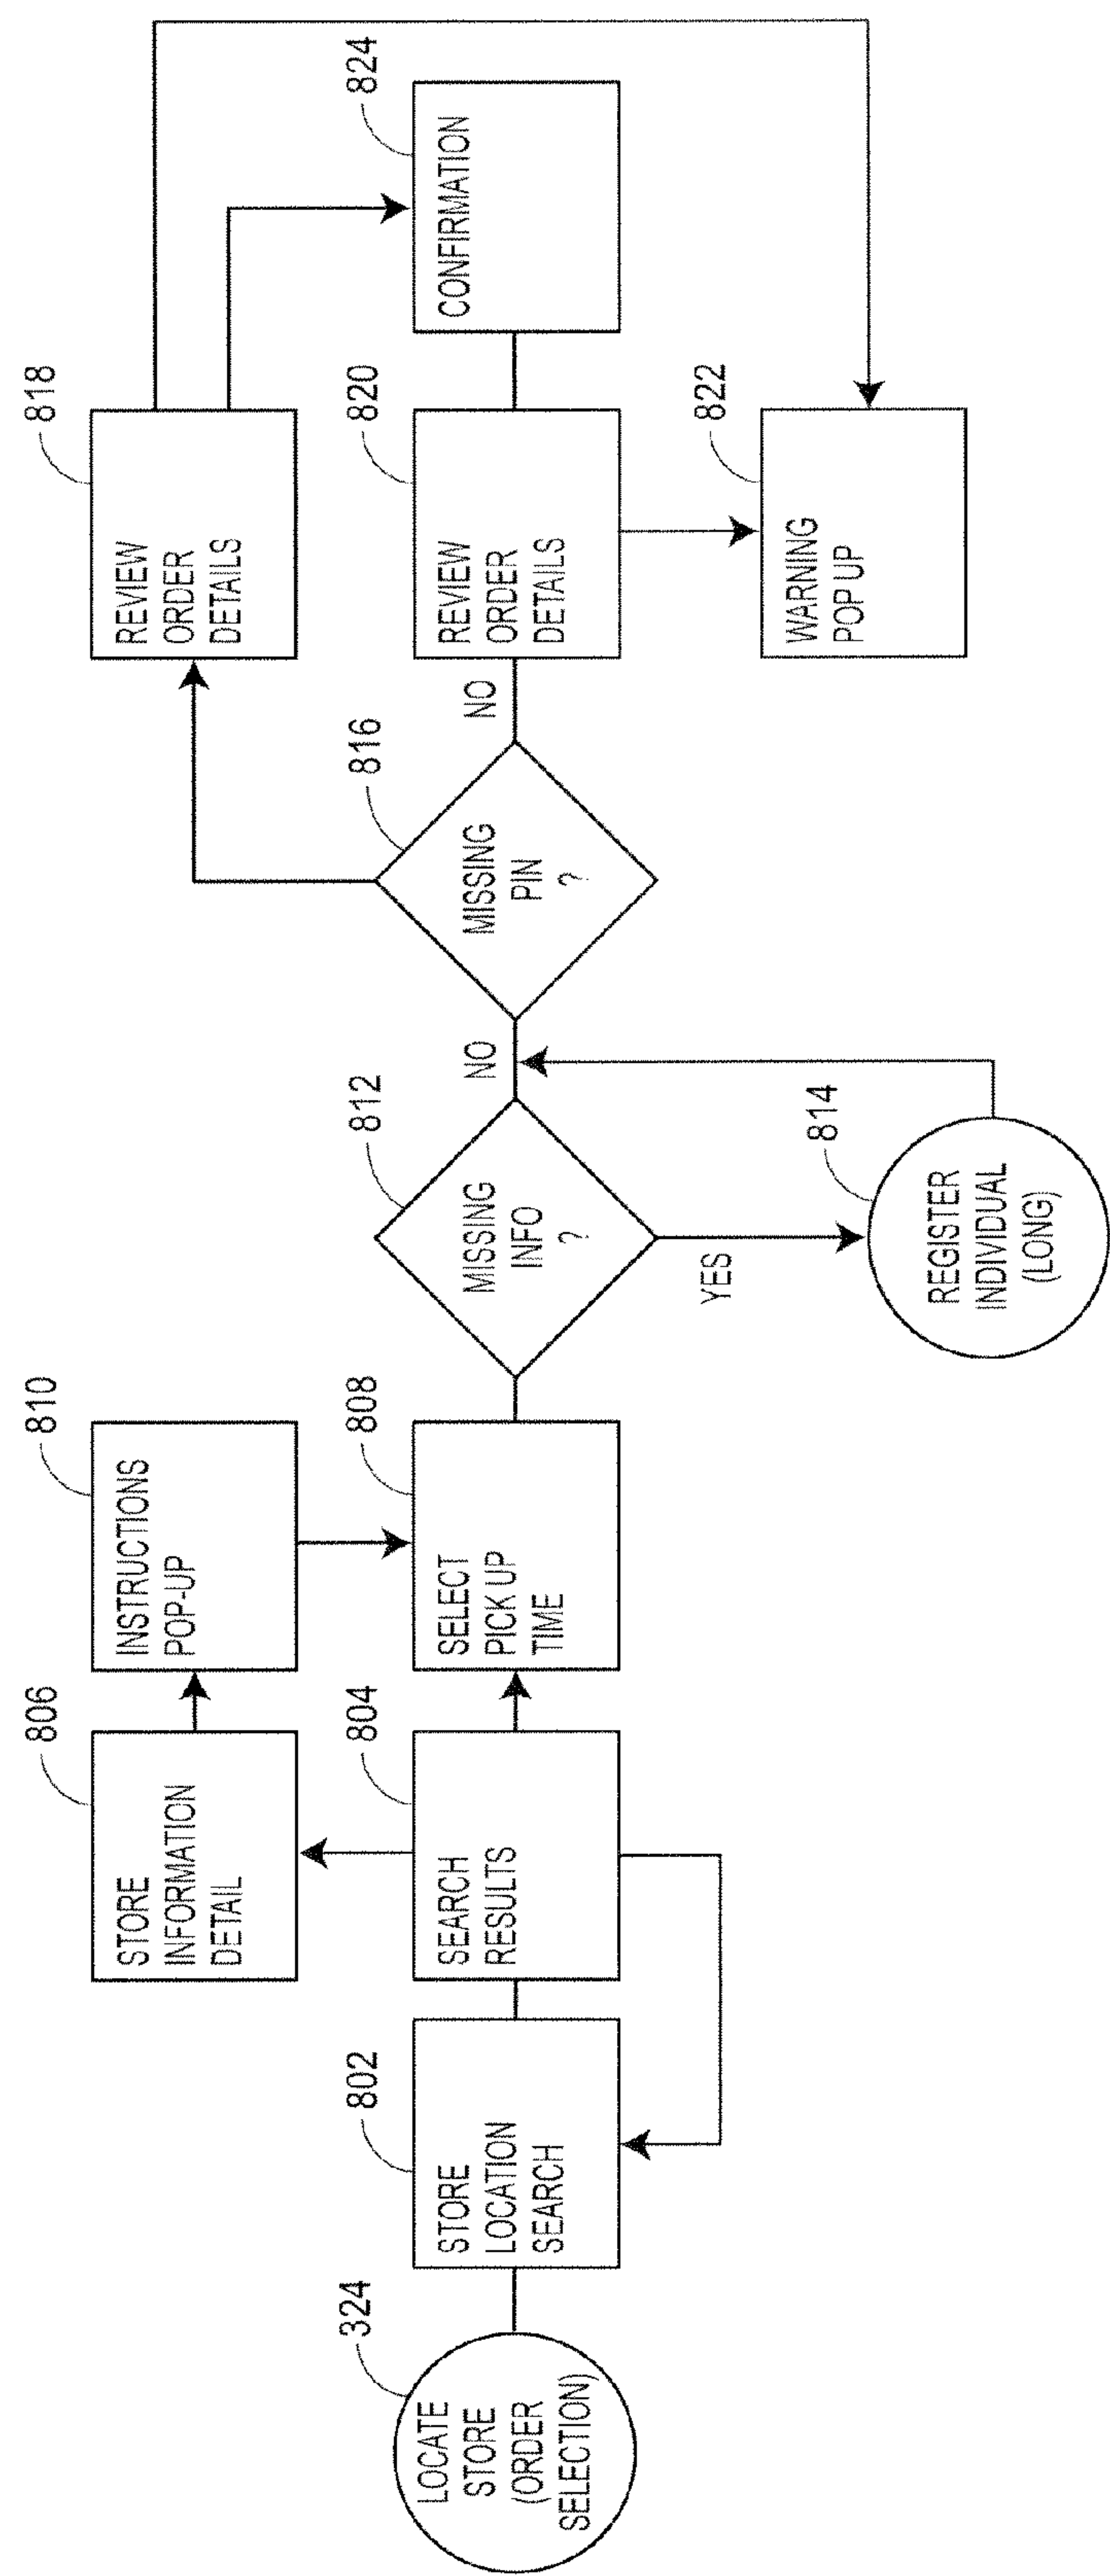 324
LOCATE
STORE
(ORDER
SELECTION)
802
STORE
LOCATION
SEARCH
804
SEARCH
RESULTS
806
STORE
INFORMATION
DETAIL
810
INSTRUCTIONS
POP-UP
808
SELECT
PICK UP
TIME
812
MISSING
INFO
?
YES
NO
814
REGISTER
INDIVIDUAL
(LONG)
816
MISSING
PIN
?
NO
818
REVIEW
ORDER
DETAILS
820
REVIEW
ORDER
DETAILS
822
WARNING
POP UP
824
CONFIRMATION